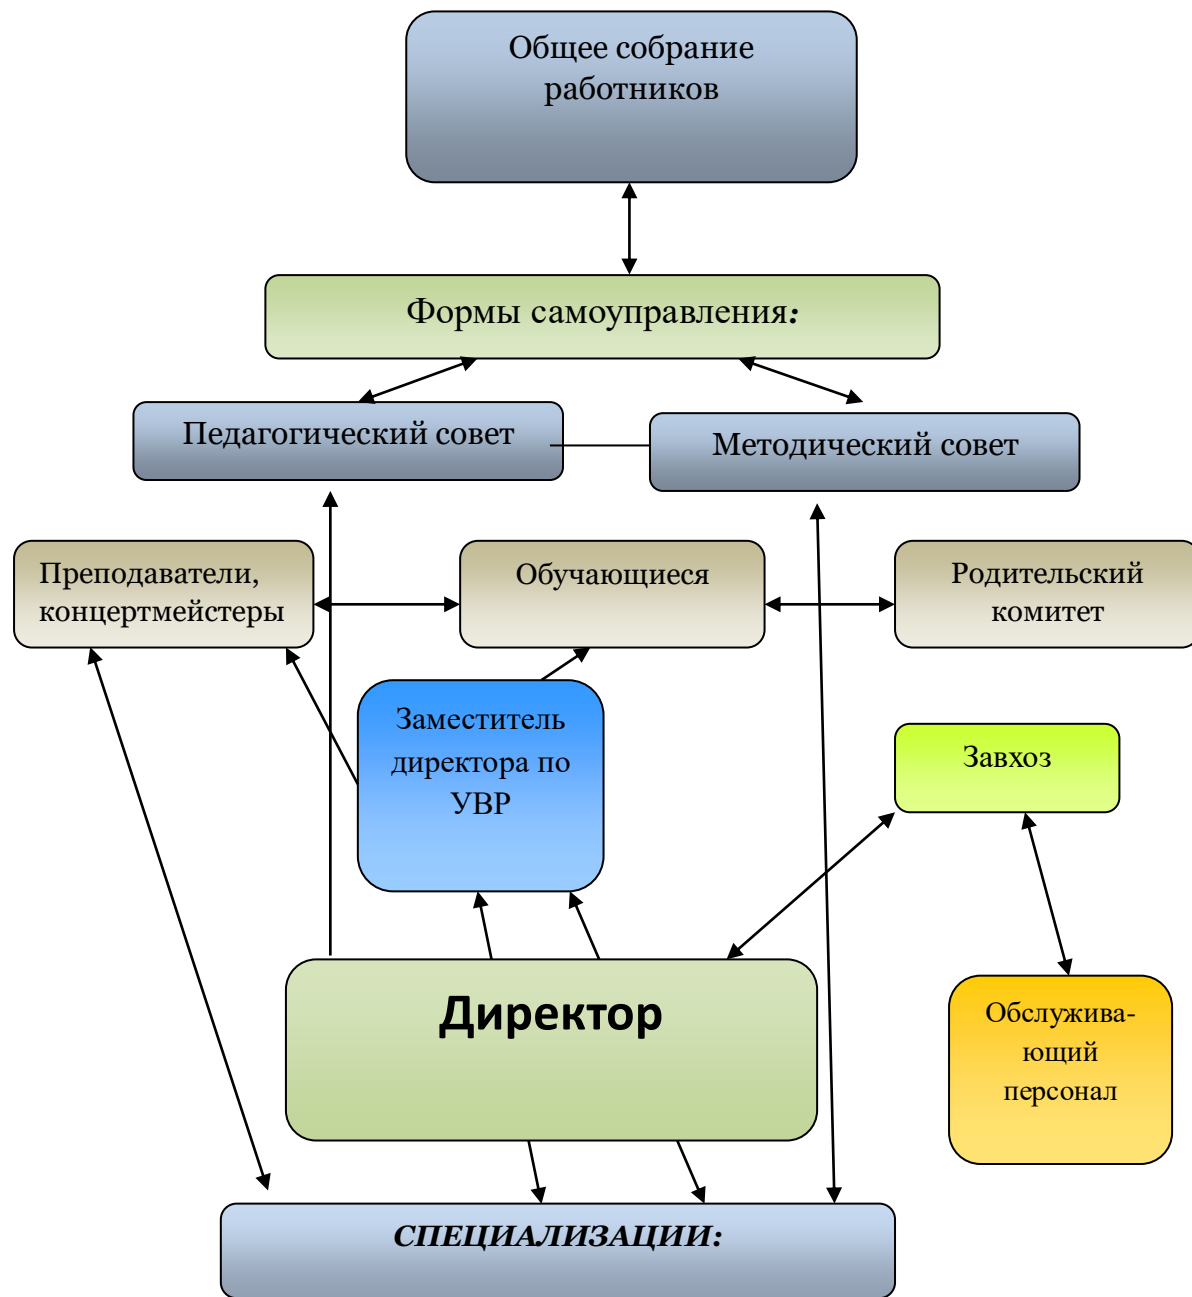 Общее собрание
работников
Формы самоуправления:
Педагогический совет
Методический совет
Преподаватели,
концертмейстеры
Обучающиеся
Родительский
комитет
Заместитель
директора по
УВР
Завхоз
Директор
Обслужива-
ющий
персонал
СПЕЦИАЛИЗАЦИИ: